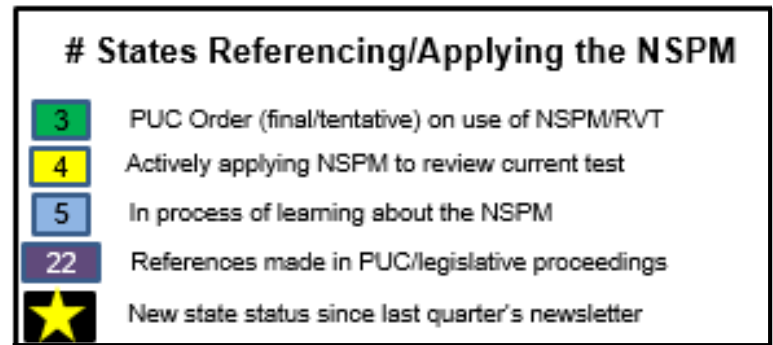 # States Referencing/Applying the NSPM
3 PUC Order (final/tentative) on use of NSPM/RVT
4 Actively applying NSPM to review current test
5 In process of learning about the NSPM
22 References made in PUC/legislative proceedings
New state status since last quarter's newsletter